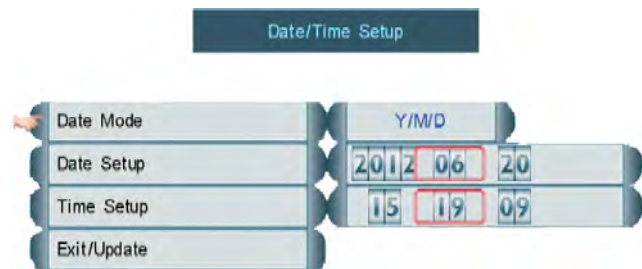 Date/Time Setup
Date Mode Y/M/D
Date Setup 2012 06 20
Time Setup 15 19 09
Exit/Update